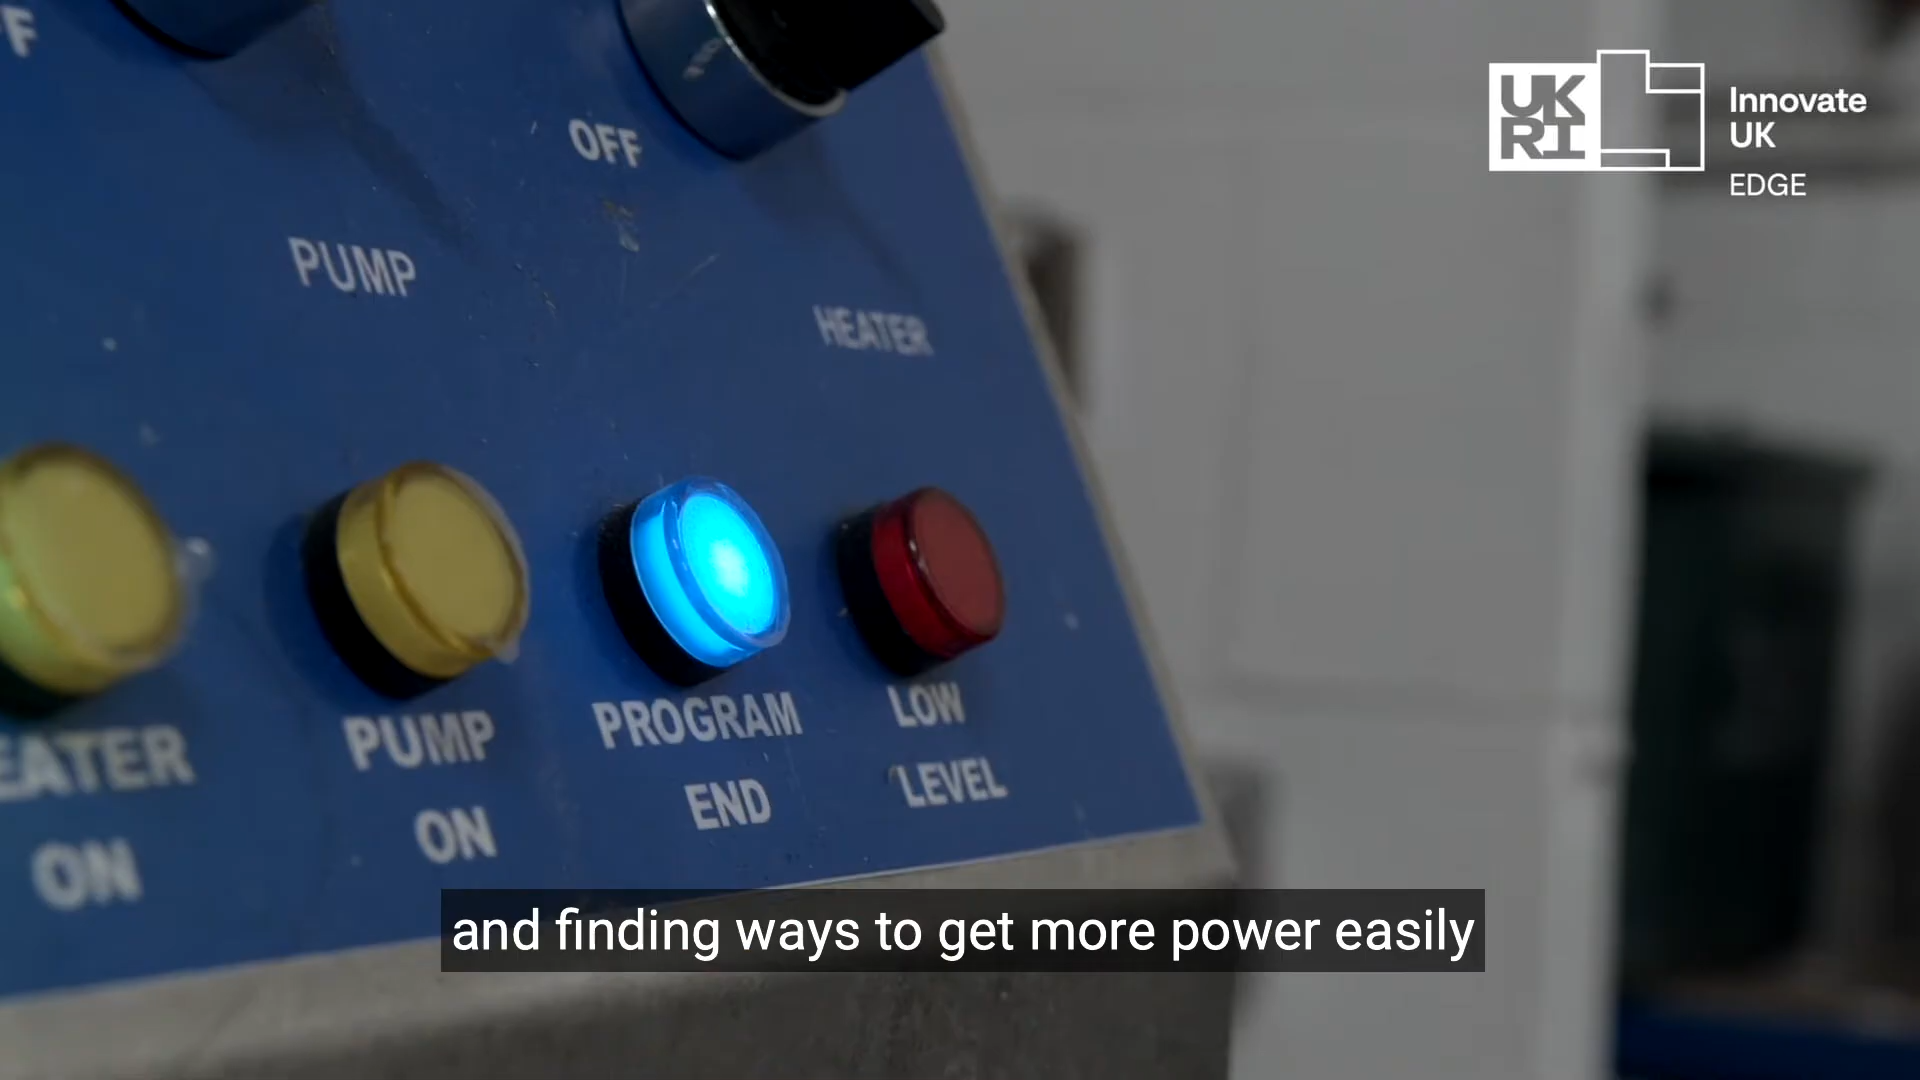 FF
OFF
PUMP
HEATER
EATER
ON
PUMP
ON
PROGRAM
END
LOW
LEVEL
UK
RI
Innovate
UK
EDGE
and finding ways to get more power easily